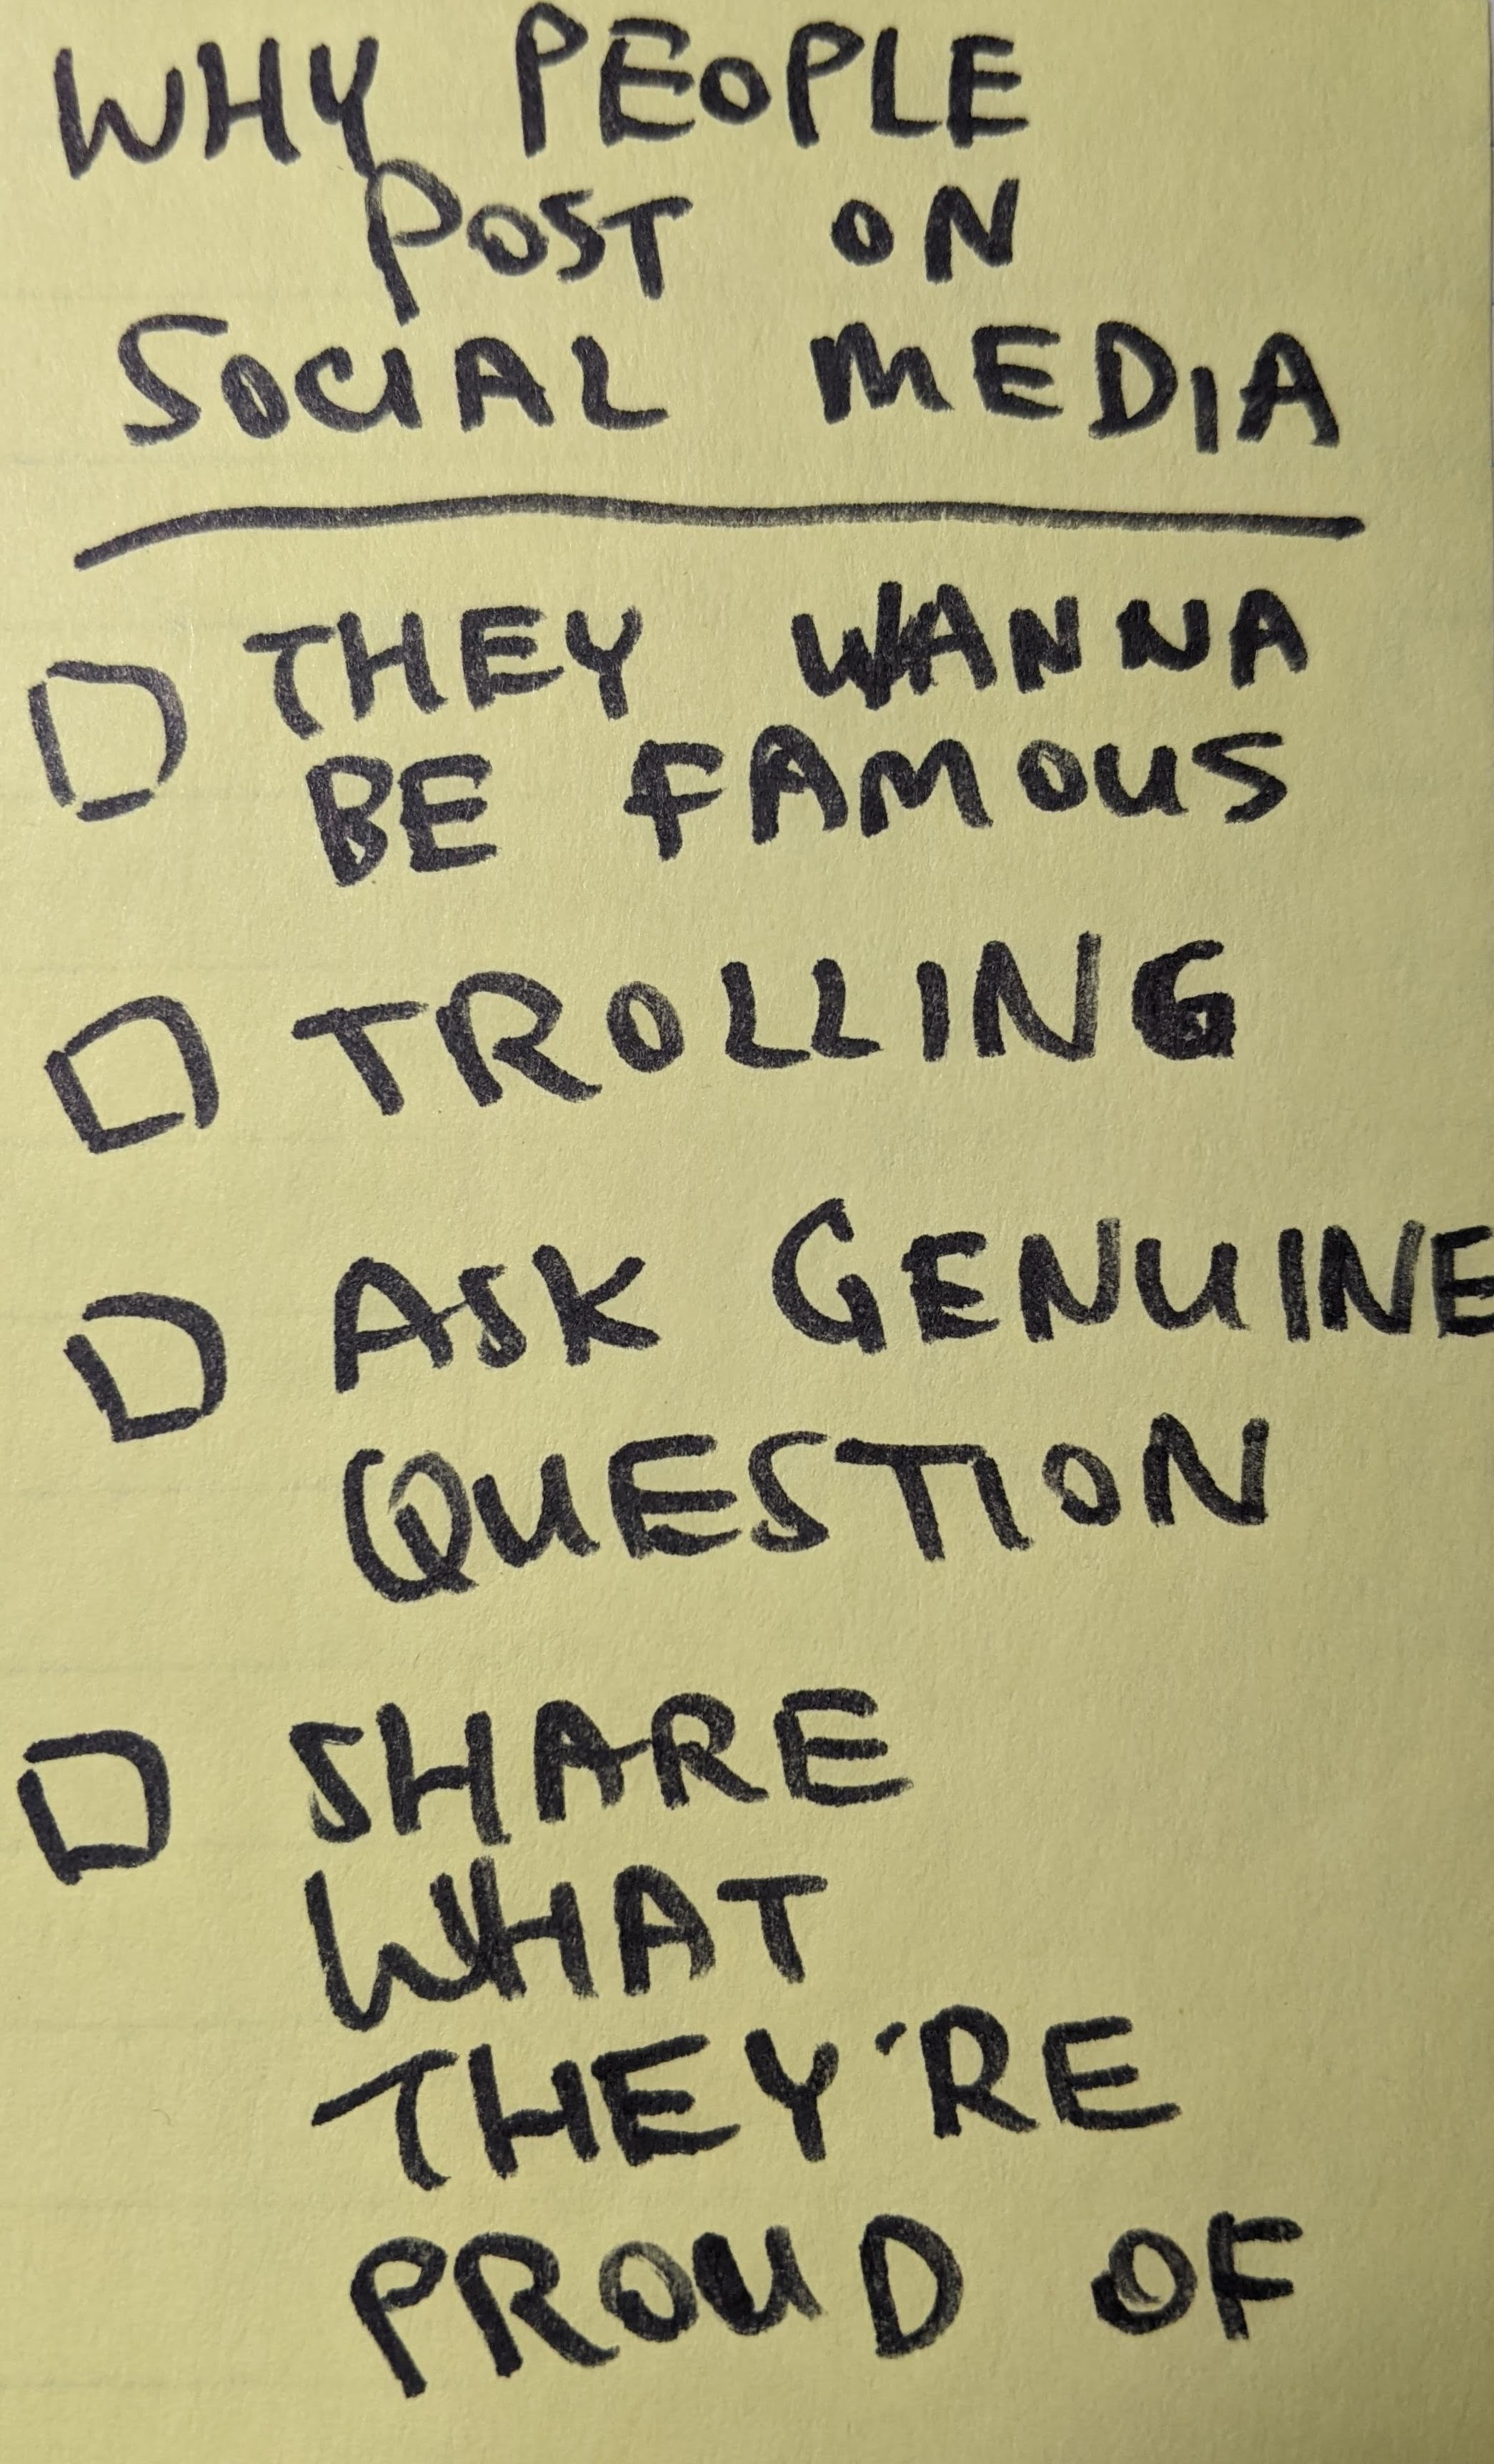 WHY PEOPLE
POST ON
SOCIAL MEDIA
THEY WANNA
BE FAMOUS
TROLLING
ASK GENUINE
QUESTION
SHARE
WHAT
THEY'RE
PROUD OF